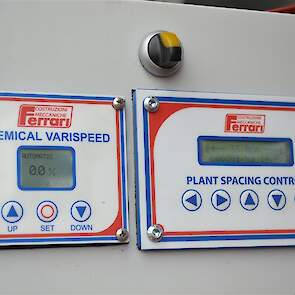 COSTRUZIONI
MECCANICHE
Ferrari
EMICAL VARISPEED
AUTOMATIC
0.0 %
UP SET DOWN
COSTRUZIONI
MECCANICHE
Ferrari
PLANT SPACING CONTR